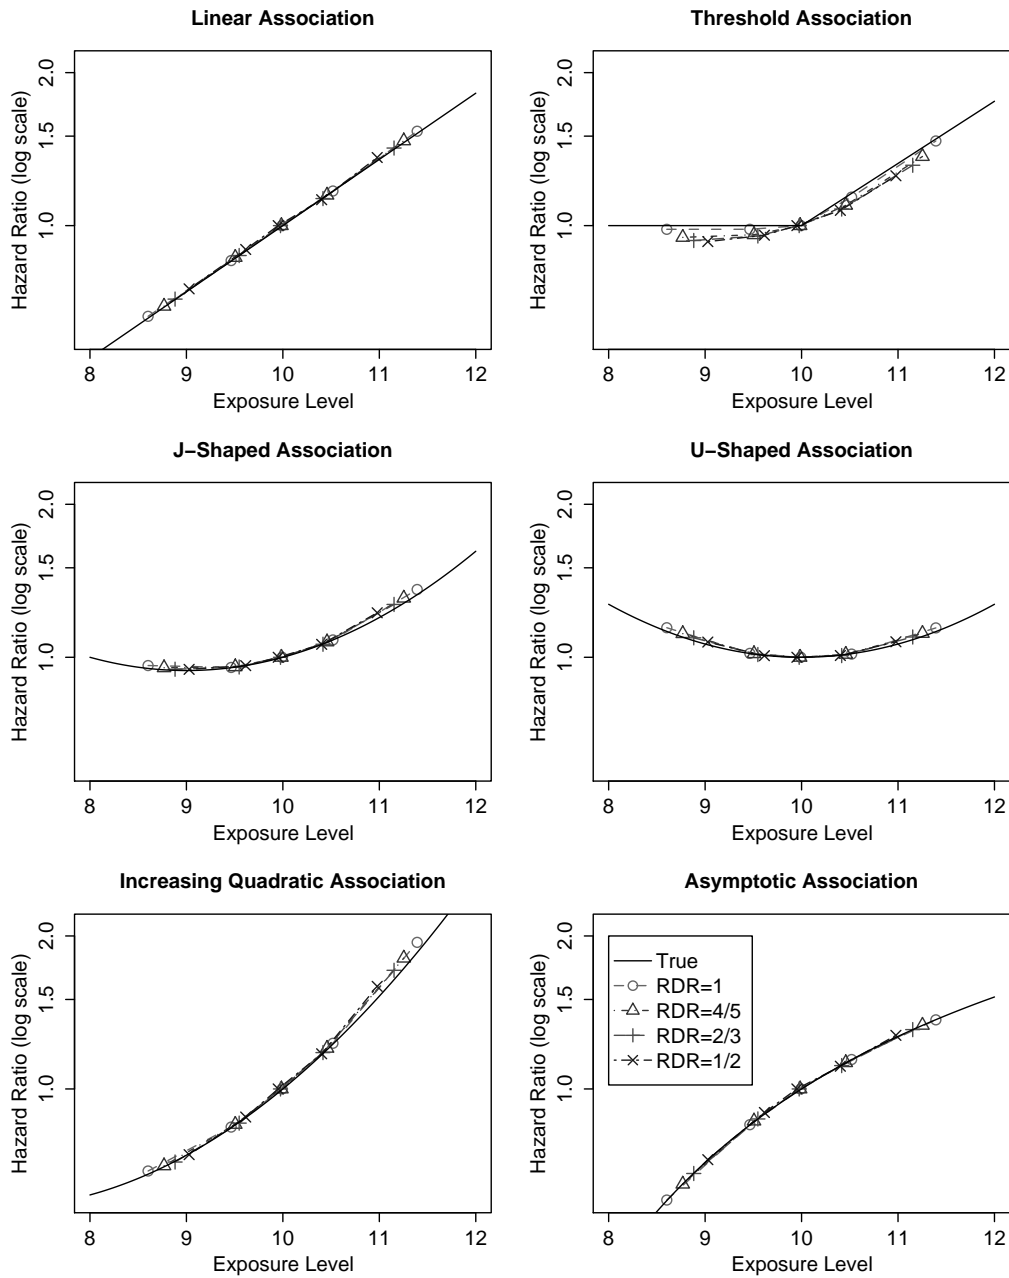 Linear Association
Hazard Ratio (log scale)
2.0
1.5
1.0
8 9 10 11 12
Exposure Level
Threshold Association
Hazard Ratio (log scale)
2.0
1.5
1.0
8 9 10 11 12
Exposure Level
J−Shaped Association
Hazard Ratio (log scale)
2.0
1.5
1.0
8 9 10 11 12
Exposure Level
U−Shaped Association
Hazard Ratio (log scale)
2.0
1.5
1.0
8 9 10 11 12
Exposure Level
Increasing Quadratic Association
Hazard Ratio (log scale)
2.0
1.5
1.0
8 9 10 11 12
Exposure Level
Asymptotic Association
Hazard Ratio (log scale)
2.0
1.5
1.0
True
RDR=1
RDR=4/5
RDR=2/3
RDR=1/2
8 9 10 11 12
Exposure Level